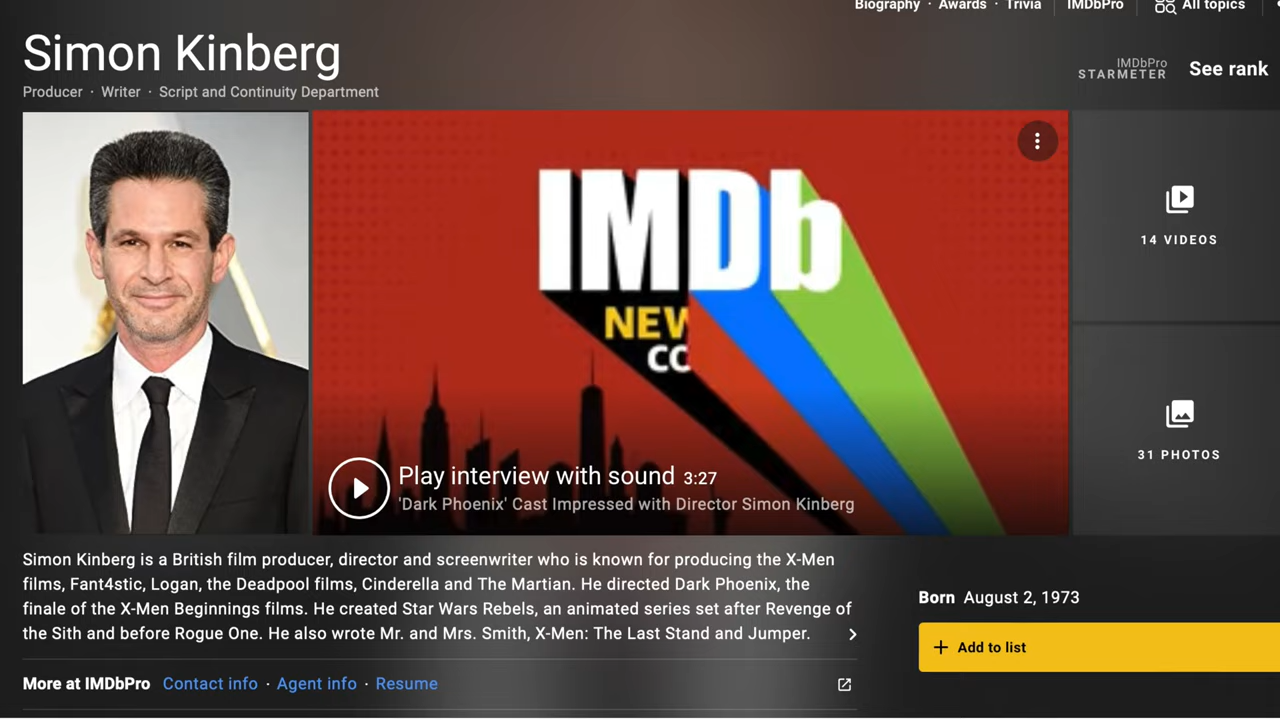 Biography · Awards · Trivia IMDbPro All topics
Simon Kinberg
Producer · Writer · Script and Continuity Department
IMDbPro
STARMETER
See rank
IMDb
NEW
CO
14 VIDEOS
31 PHOTOS
Play interview with sound 3:27
'Dark Phoenix' Cast Impressed with Director Simon Kinberg
Simon Kinberg is a British film producer, director and screenwriter who is known for producing the X-Men
films, Fant4stic, Logan, the Deadpool films, Cinderella and The Martian. He directed Dark Phoenix, the
finale of the X-Men Beginnings films. He created Star Wars Rebels, an animated series set after Revenge of
the Sith and before Rogue One. He also wrote Mr. and Mrs. Smith, X-Men: The Last Stand and Jumper.
Born August 2, 1973
+ Add to list
More at IMDbPro Contact info · Agent info · Resume